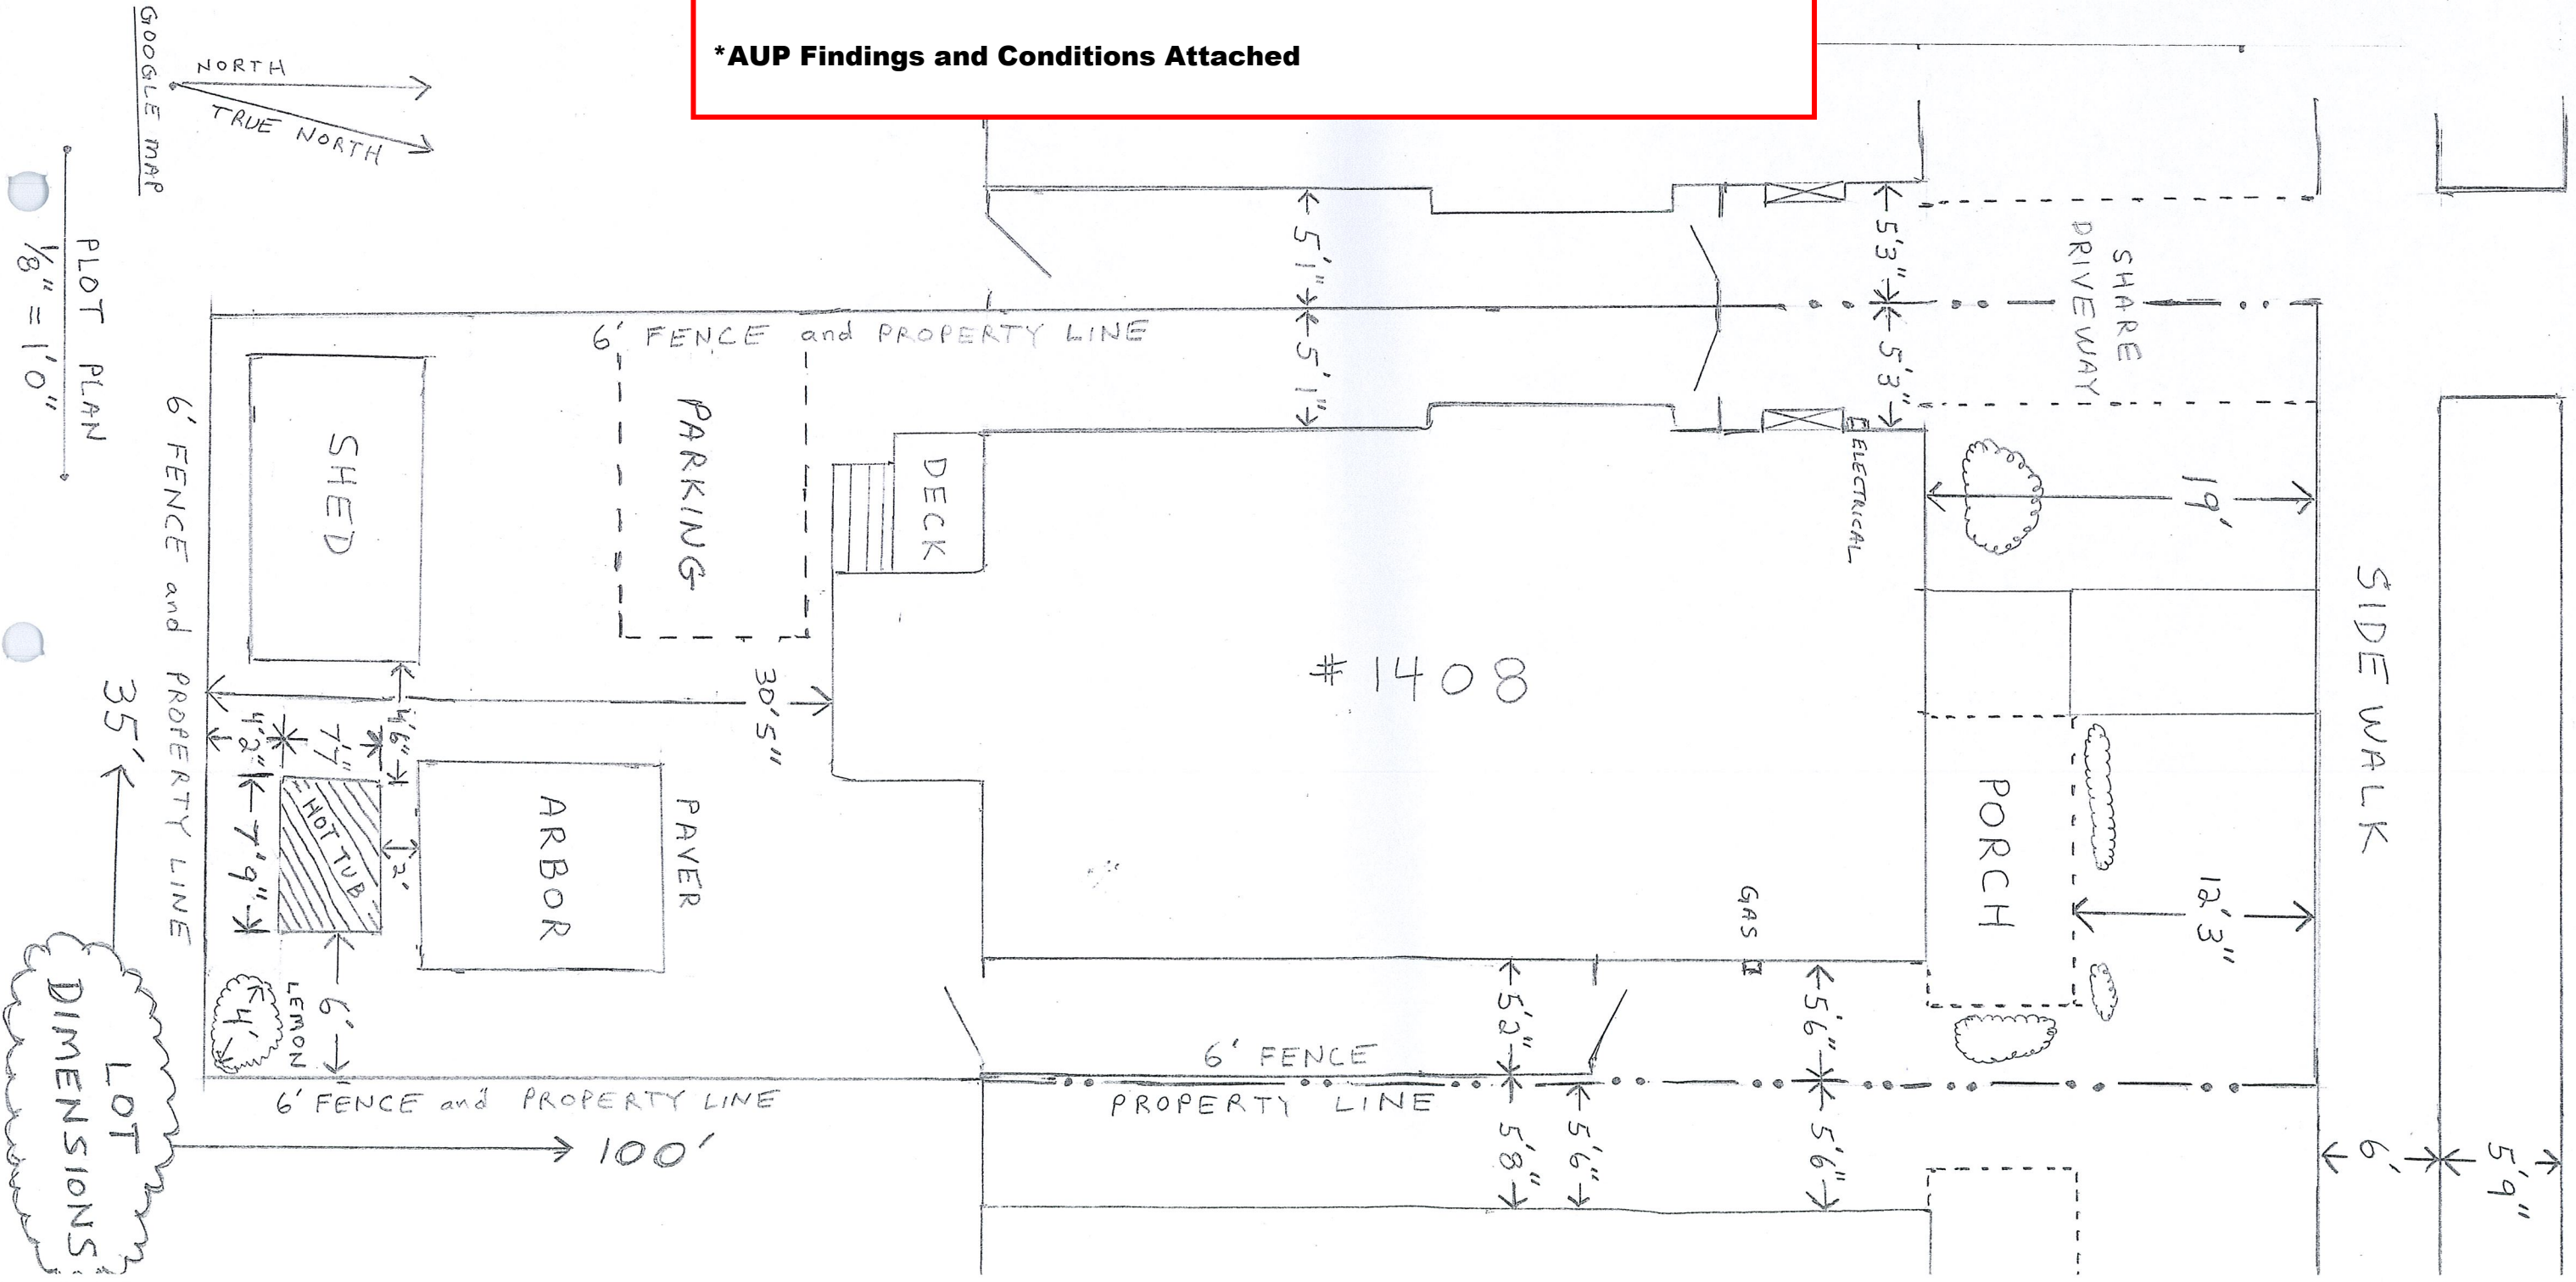 *AUP Findings and Conditions Attached
GOOGLE MAP
NORTH
TRUE NORTH
PLOT PLAN
1/8" = 1'0"
5'1"
5'1"
5'3"
5'3"
SHARE
DRIVEWAY
6' FENCE and PROPERTY LINE
6' FENCE and PROPERTY LINE
SHED
PARKING
DECK
ELECTRICAL
19'
SIDE WALK
# 1408
30'5"
4'6"
4'2"
7'7"
7'9"
HOT TUB
2'
ARBOR
PAVER
PORCH
12'3"
GAS
LEMON
4'
6'
6' FENCE and PROPERTY LINE
6' FENCE
PROPERTY LINE
5'2"
5'8"
5'6"
5'6"
5'6"
6'
5'9"
35'
LOT
DIMENSIONS
100'